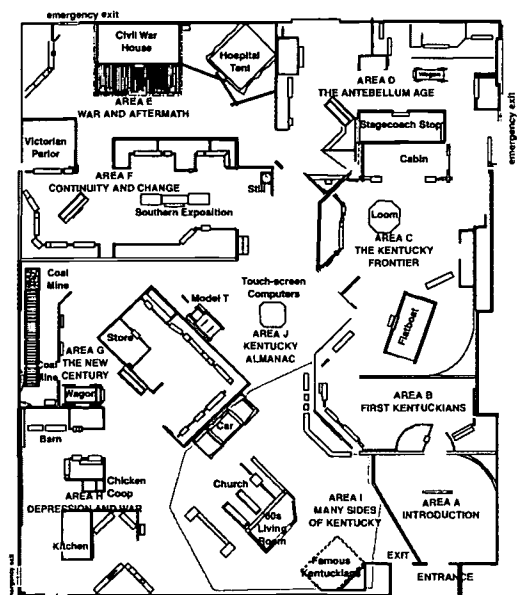 emergency exit
Civil War
House
Hospital
Tent
AREA E
WAR AND AFTERMATH
AREA D
THE ANTEBELLUM AGE
Wagon
emergency exit
Stagecoach Stop
Cabin
Victorian
Parlor
AREA F
CONTINUITY AND CHANGE
Still
Southern Exposition
Loom
AREA C
THE KENTUCKY
FRONTIER
Coal
Mine
Touch-screen
Computers
Model T
AREA J
KENTUCKY
ALMANAC
Flatboat
Store
AREA G
THE NEW
CENTURY
Coal
Mine
Wagon
AREA B
FIRST KENTUCKIANS
Car
Barn
Chicken
Coop
AREA H
DEPRESSION AND WAR
Church
'60s
Living
Room
AREA I
MANY SIDES
OF KENTUCKY
AREA A
INTRODUCTION
Kitchen
Famous
Kentuckians
EXIT
ENTRANCE
emergency exit